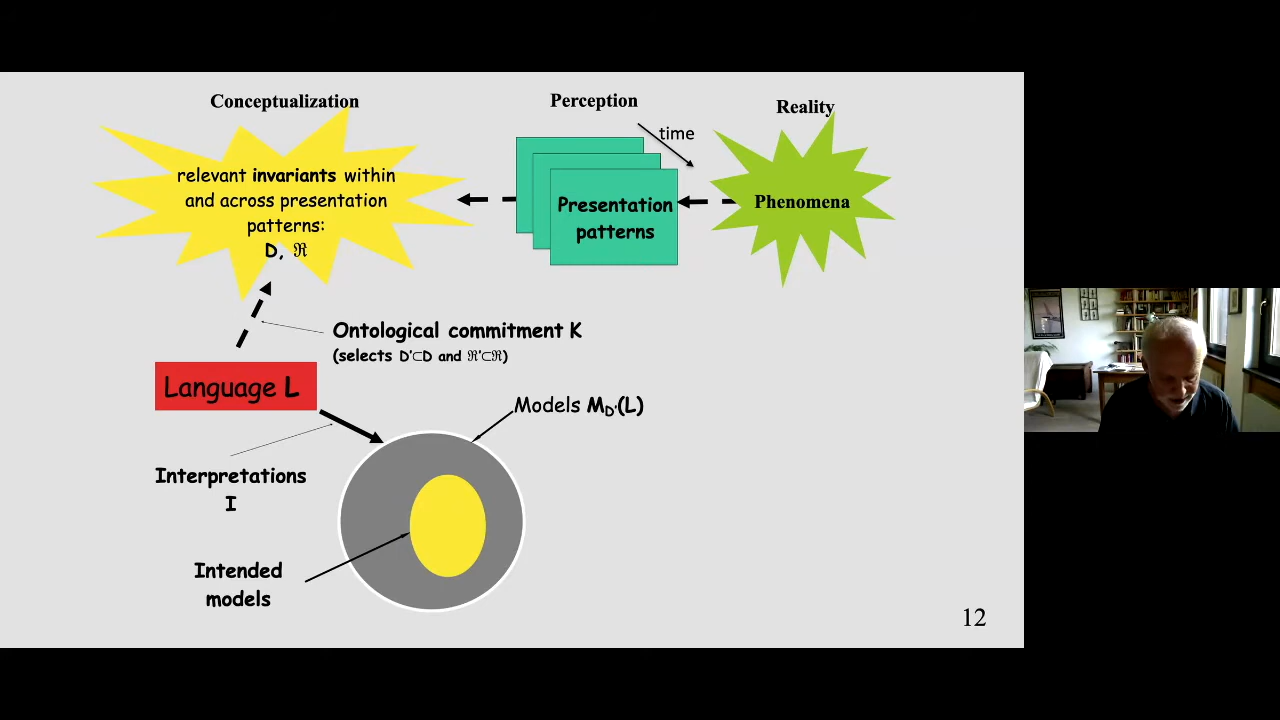 Conceptualization
Perception
Reality
time
relevant invariants within
and across presentation
patterns:
D, ℜ
Presentation
patterns
Phenomena
Ontological commitment K
(selects D'⊂D and ℜ'⊂ℜ)
Language L
Models M_D'(L)
Interpretations
I
Intended
models
12